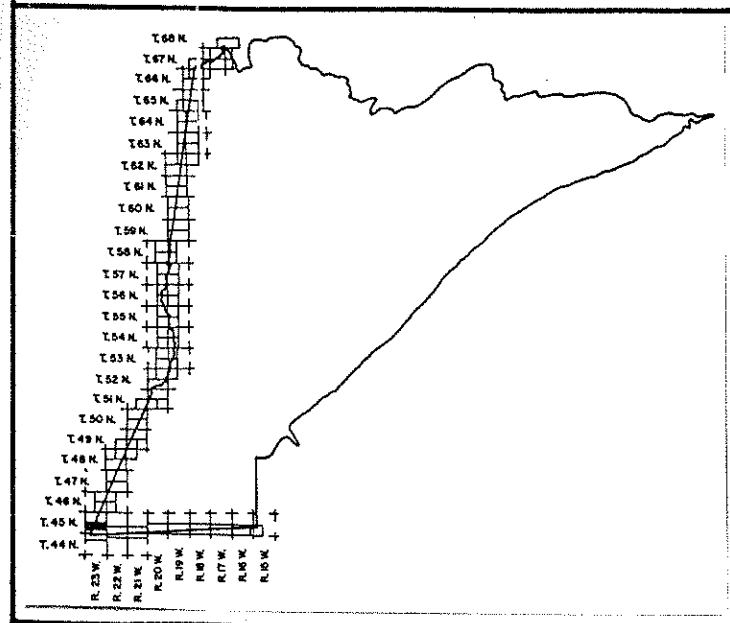 T. 68 N.
T. 67 N.
T. 66 N.
T. 65 N.
T. 64 N.
T. 63 N.
T. 62 N.
T. 61 N.
T. 60 N.
T. 59 N.
T. 58 N.
T. 57 N.
T. 56 N.
T. 55 N.
T. 54 N.
T. 53 N.
T. 52 N.
T. 51 N.
T. 50 N.
T. 49 N.
T. 48 N.
T. 47 N.
T. 46 N.
T. 45 N.
T. 44 N.
R. 23 W.
R. 22 W.
R. 21 W.
R. 20 W.
R. 19 W.
R. 18 W.
R. 17 W.
R. 16 W.
R. 15 W.